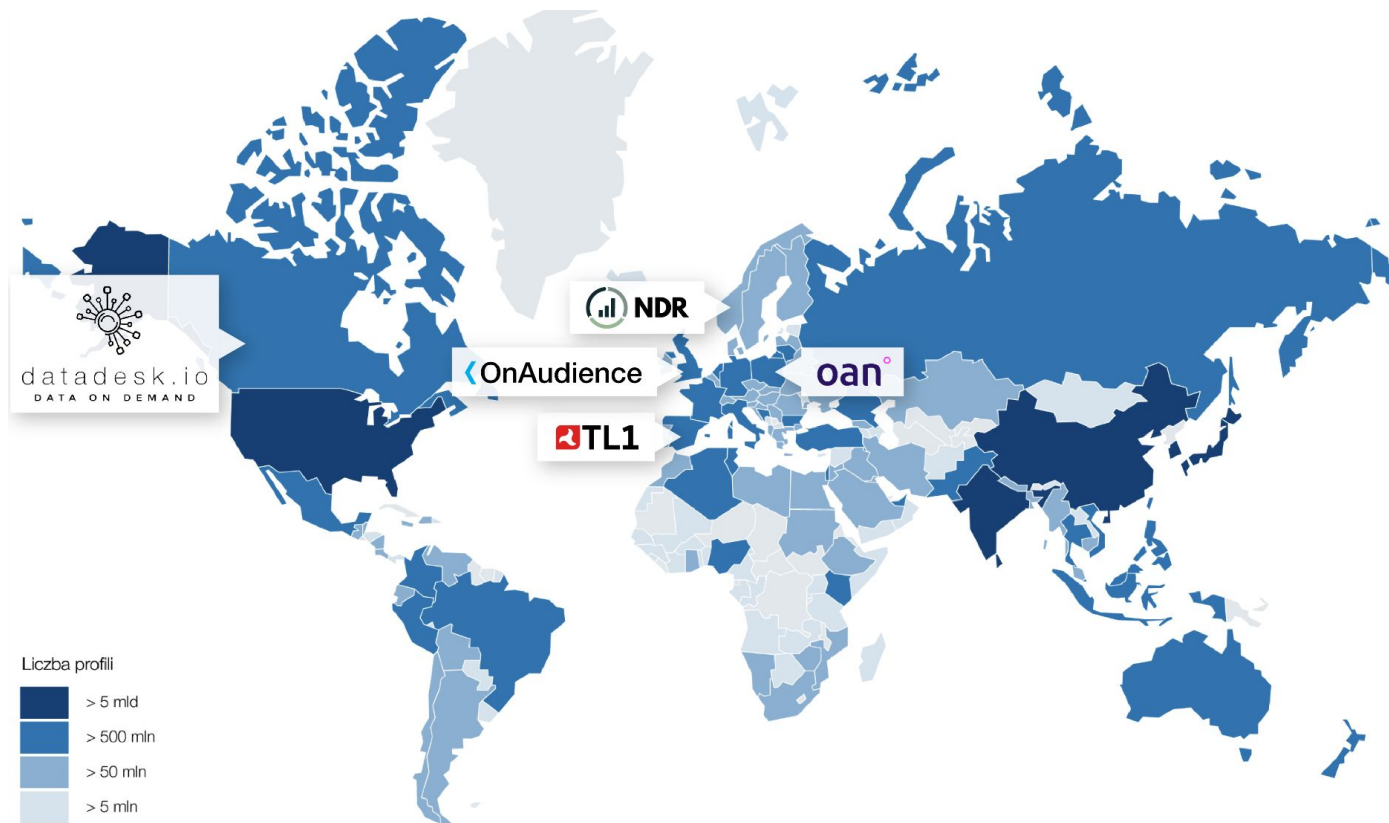 datadesk.io
DATA ON DEMAND
NDR
OnAudience
oan°
TL1
Liczba profili
> 5 mld
> 500 mln
> 50 mln
> 5 mln